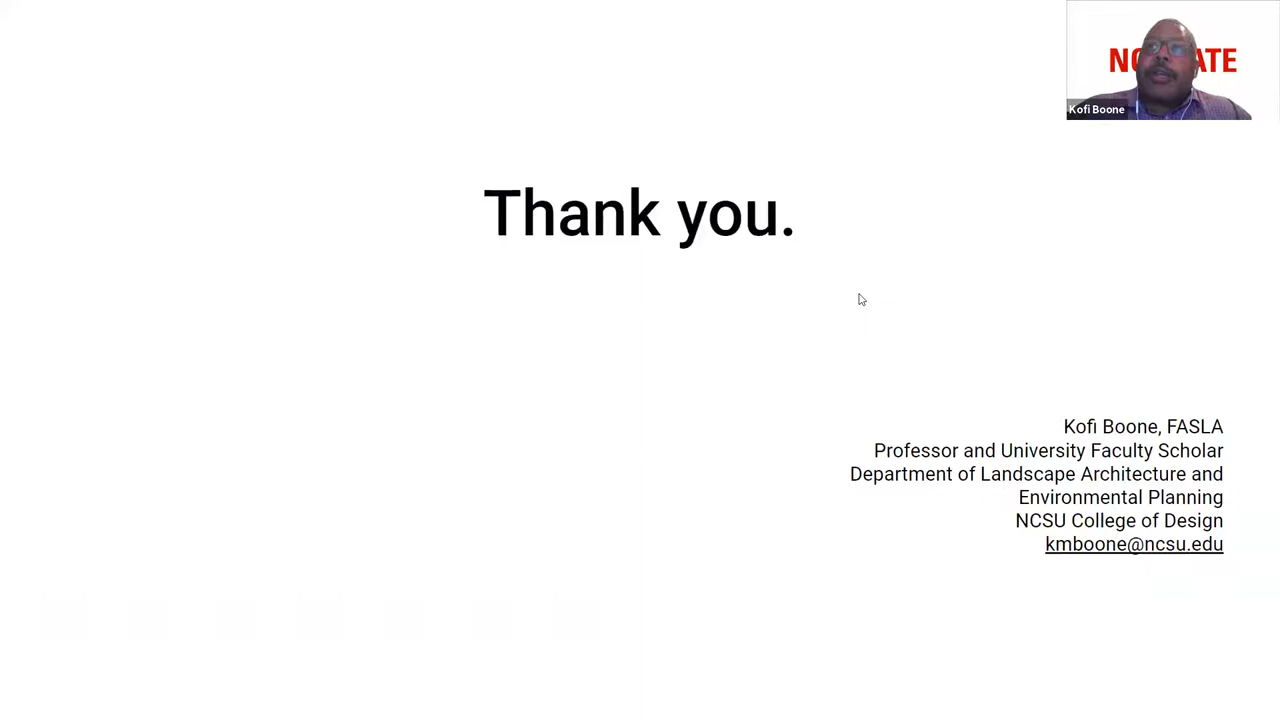 Kofi Boone
Thank you.
Kofi Boone, FASLA
Professor and University Faculty Scholar
Department of Landscape Architecture and
Environmental Planning
NCSU College of Design
kmboone@ncsu.edu